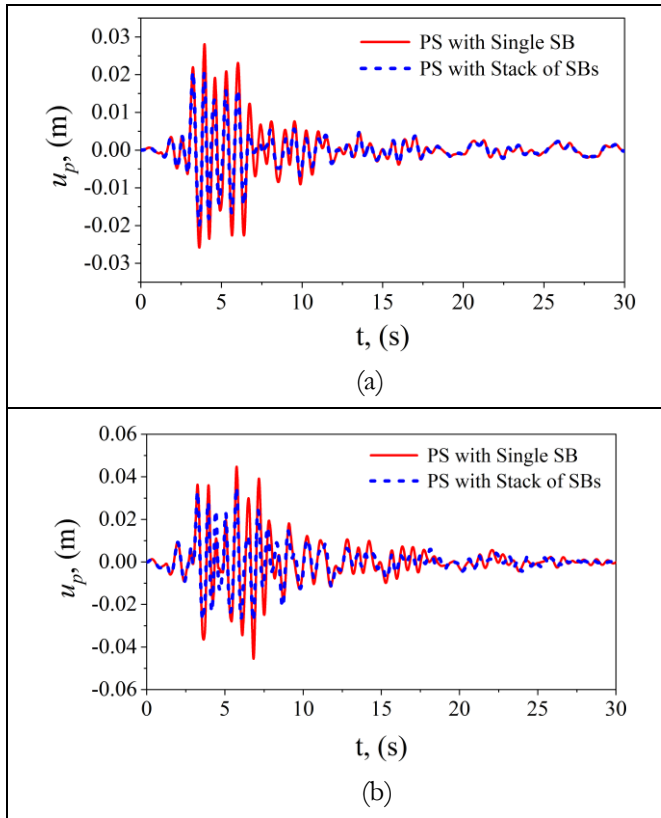 0.03
0.02
0.01
0.00
-0.01
-0.02
-0.03
u_p, (m)
PS with Single SB
PS with Stack of SBs
0 5 10 15 20 25 30
t, (s)
(a)
0.06
0.04
0.02
0.00
-0.02
-0.04
-0.06
u_p, (m)
PS with Single SB
PS with Stack of SBs
0 5 10 15 20 25 30
t, (s)
(b)